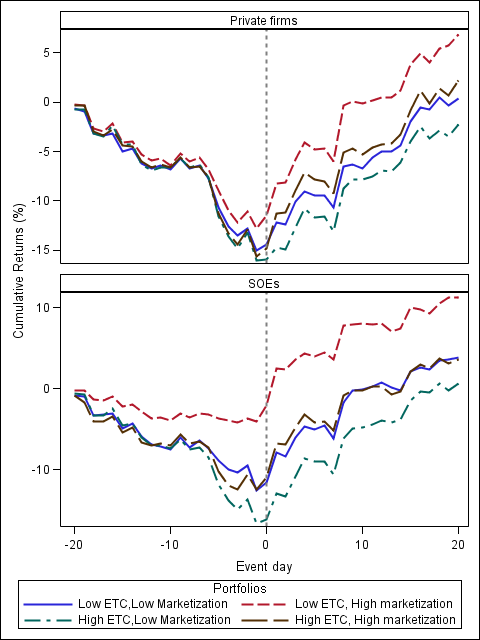 Private firms
5
0
-5
-10
-15
Cumulative Returns (%)
SOEs
10
0
-10
-20 -10 0 10 20
Event day
Portfolios
Low ETC,Low Marketization Low ETC, High marketization
High ETC,Low Marketization High ETC, High marketization